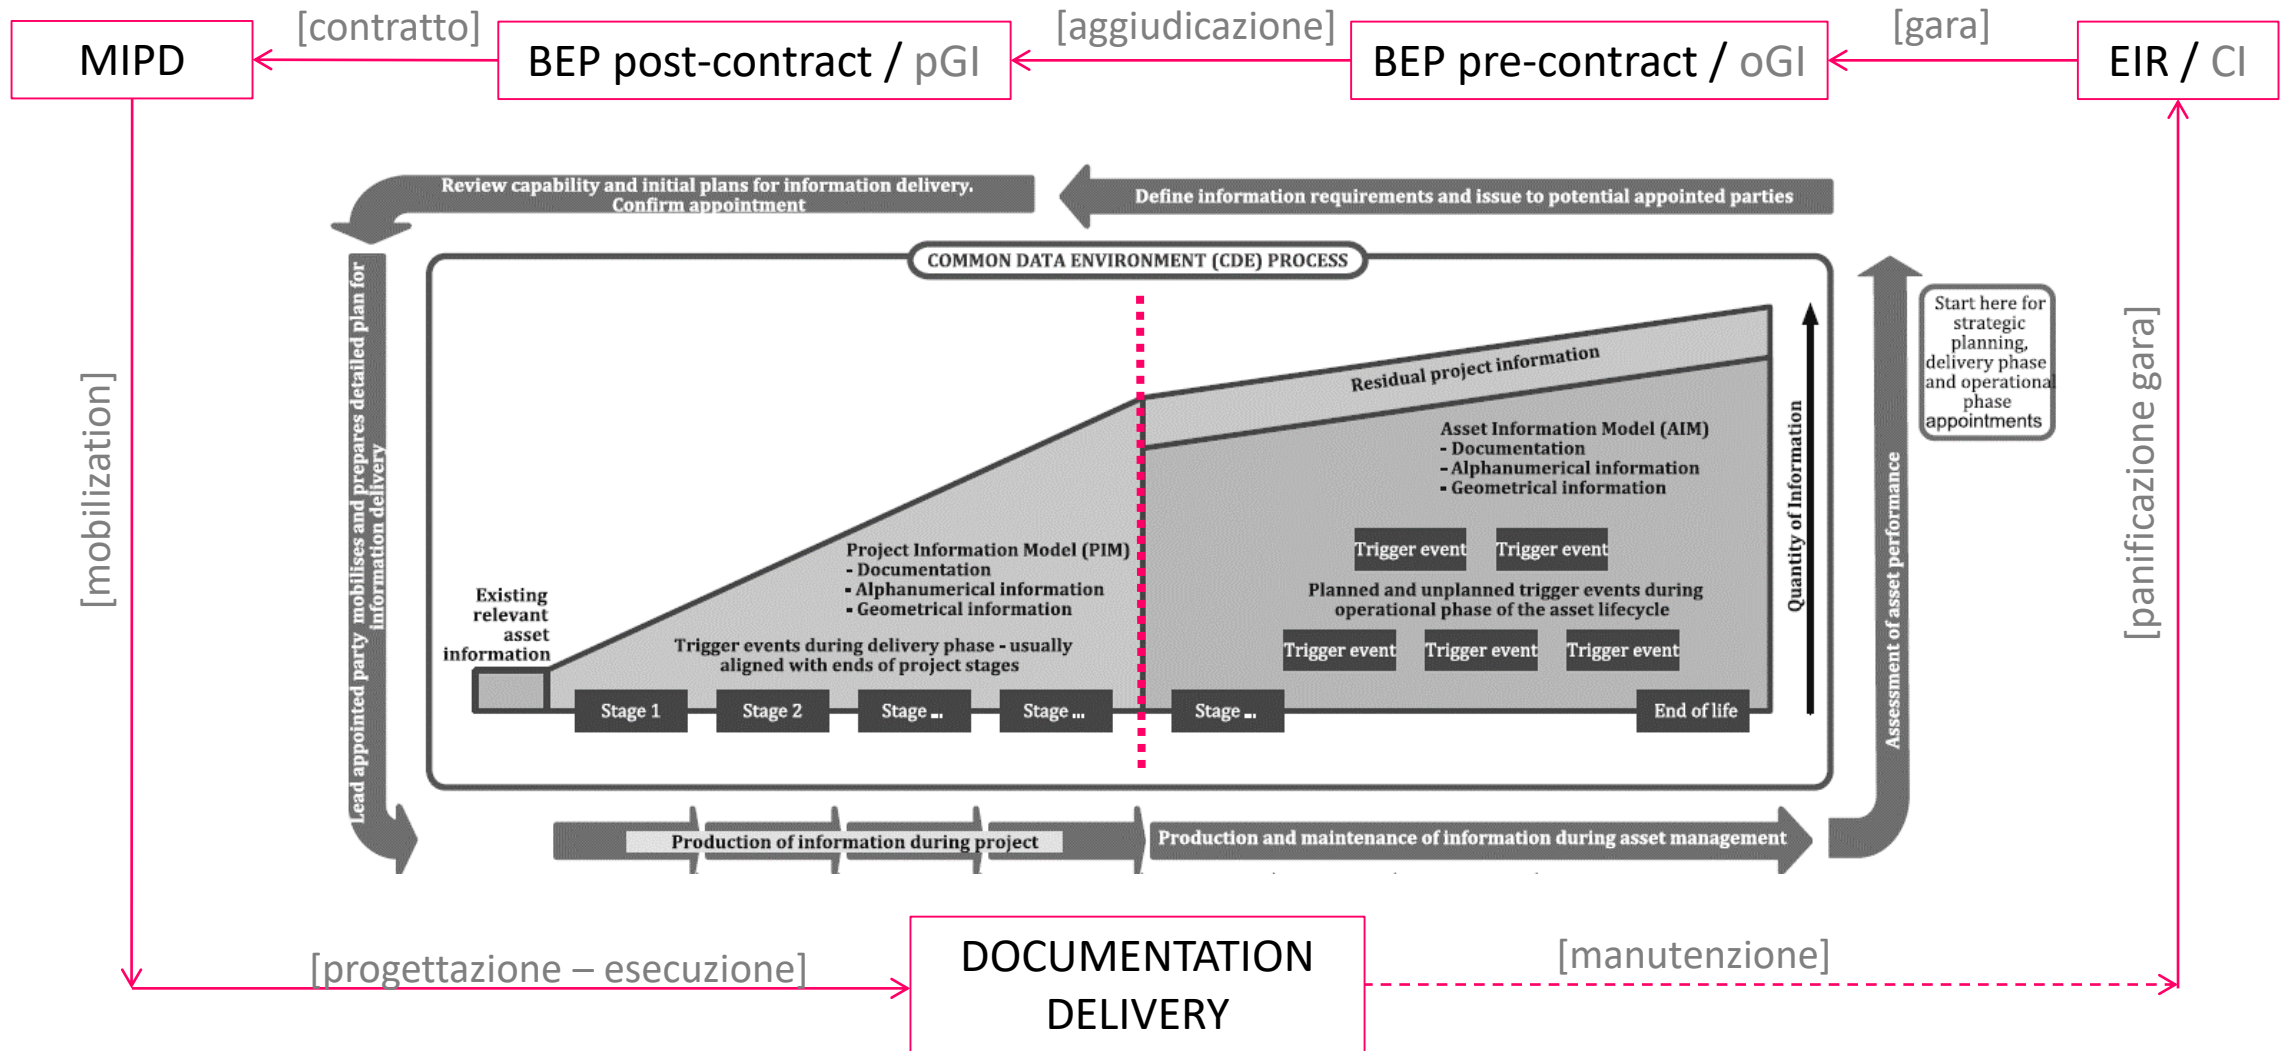 [contratto]
[aggiudicazione]
[gara]
MIPD
BEP post-contract / pGI
BEP pre-contract / oGI
EIR / CI
Review capability and initial plans for information delivery.
Confirm appointment
Define information requirements and issue to potential appointed parties
COMMON DATA ENVIRONMENT (CDE) PROCESS
[mobilization]
Lead appointed party mobilises and prepares detailed plan for
information delivery
Existing
relevant
asset
information
Project Information Model (PIM)
- Documentation
- Alphanumerical information
- Geometrical information
Trigger events during delivery phase - usually
aligned with ends of project stages
Stage 1
Stage 2
Stage ...
Stage ...
Residual project information
Asset Information Model (AIM)
- Documentation
- Alphanumerical information
- Geometrical information
Trigger event
Trigger event
Planned and unplanned trigger events during
operational phase of the asset lifecycle
Trigger event
Trigger event
Trigger event
Stage ...
End of life
Quantity of Information
Assessment of asset performance
Start here for
strategic
planning,
delivery phase
and operational
phase
appointments
[panificazione gara]
Production of information during project
Production and maintenance of information during asset management
[progettazione – esecuzione]
DOCUMENTATION
DELIVERY
[manutenzione]